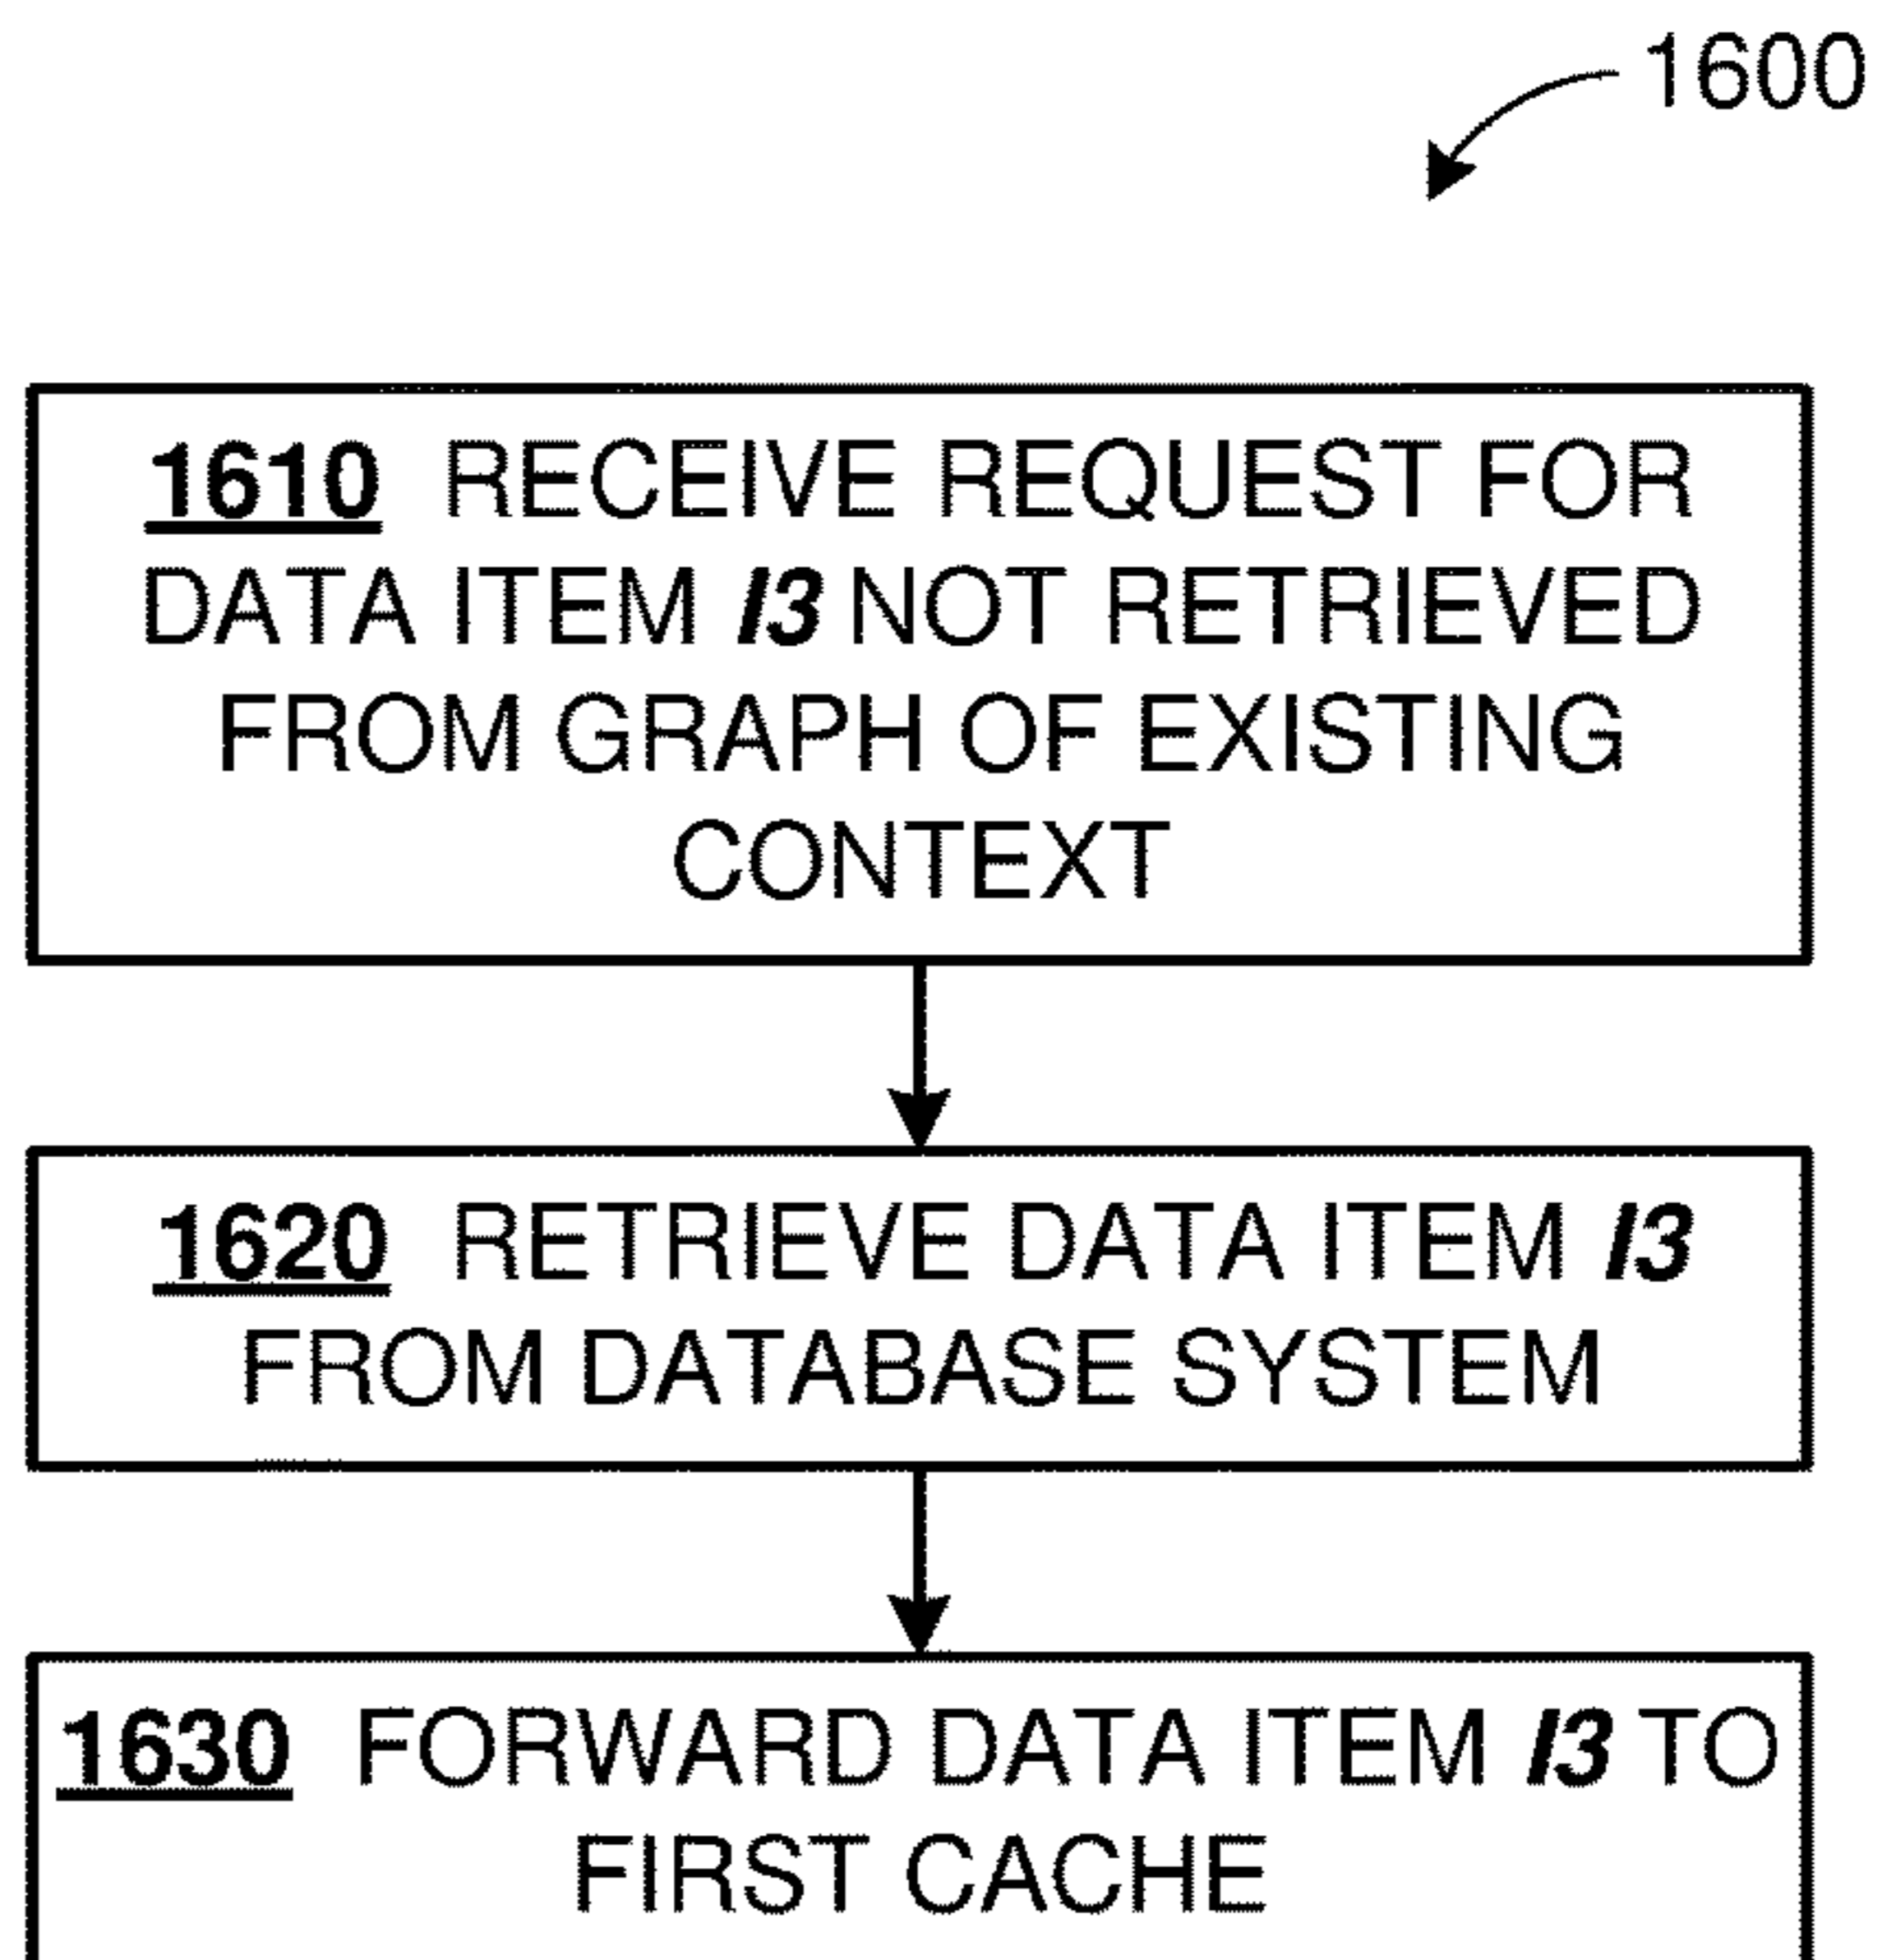 1600
1610 RECEIVE REQUEST FOR
DATA ITEM I3 NOT RETRIEVED
FROM GRAPH OF EXISTING
CONTEXT
1620 RETRIEVE DATA ITEM I3
FROM DATABASE SYSTEM
1630 FORWARD DATA ITEM I3 TO
FIRST CACHE